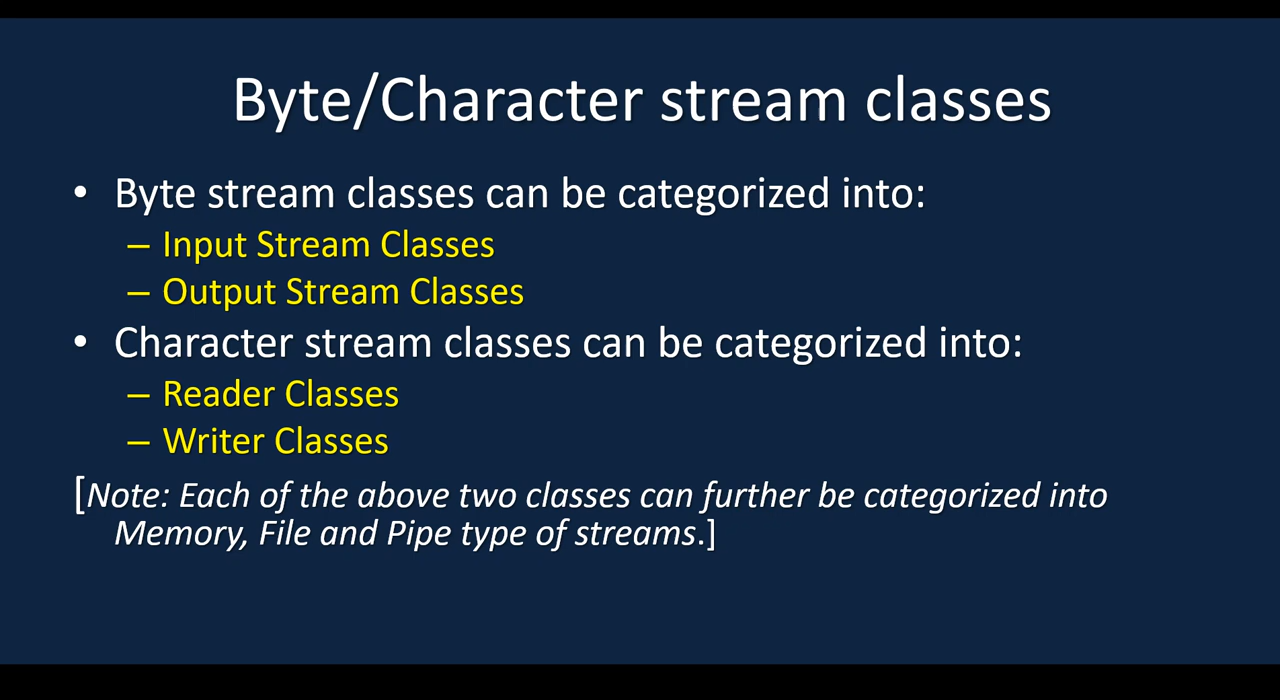 Byte/Character stream classes
• Byte stream classes can be categorized into:
– Input Stream Classes
– Output Stream Classes
• Character stream classes can be categorized into:
– Reader Classes
– Writer Classes
[Note: Each of the above two classes can further be categorized into
Memory, File and Pipe type of streams.]